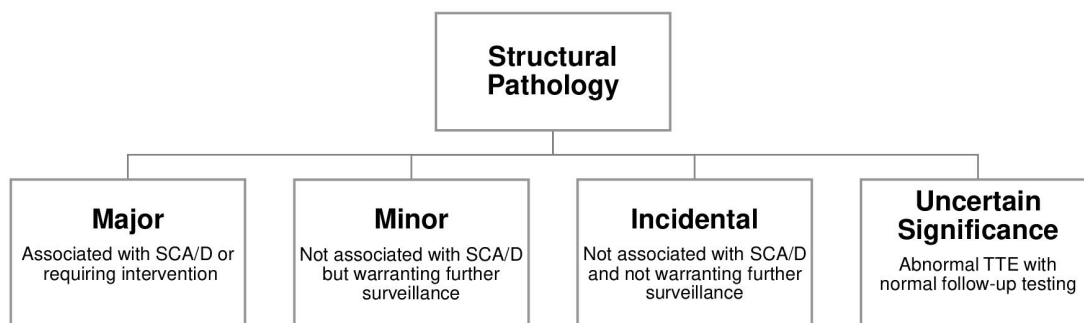 Structural
Pathology
Major
Associated with SCA/D or
requiring intervention
Minor
Not associated with SCA/D
but warranting further
surveillance
Incidental
Not associated with SCA/D
and not warranting further
surveillance
Uncertain
Significance
Abnormal TTE with
normal follow-up testing